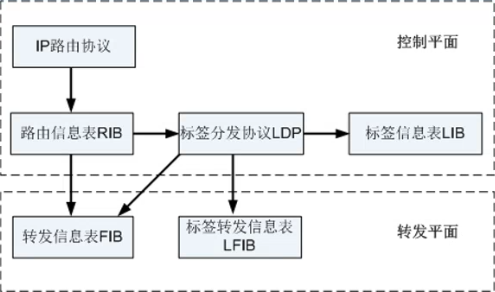 IP路由协议
控制平面
路由信息表RIB
标签分发协议LDP
标签信息表LIB
转发信息表FIB
标签转发信息表
LFIB
转发平面